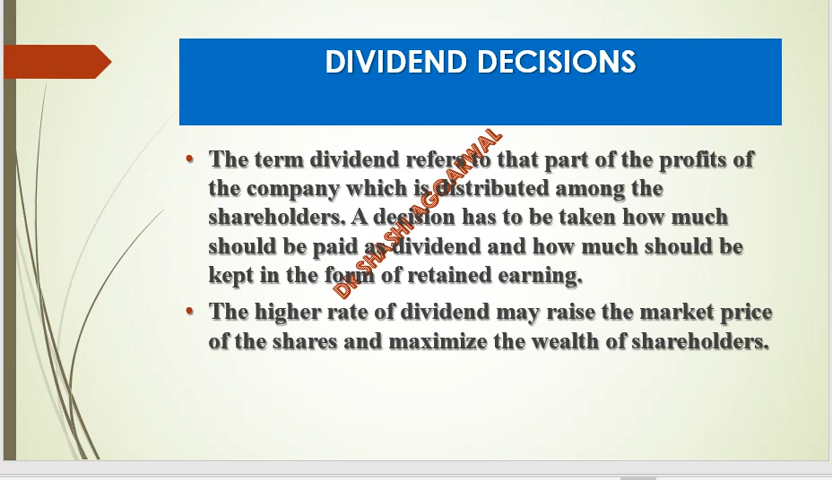 DIVIDEND DECISIONS
• The term dividend refers to that part of the profits of
the company which is distributed among the
shareholders. A decision has to be taken how much
should be paid as dividend and how much should be
kept in the form of retained earning.
• The higher rate of dividend may raise the market price
of the shares and maximize the wealth of shareholders.
DR SHASHI AGGARWAL